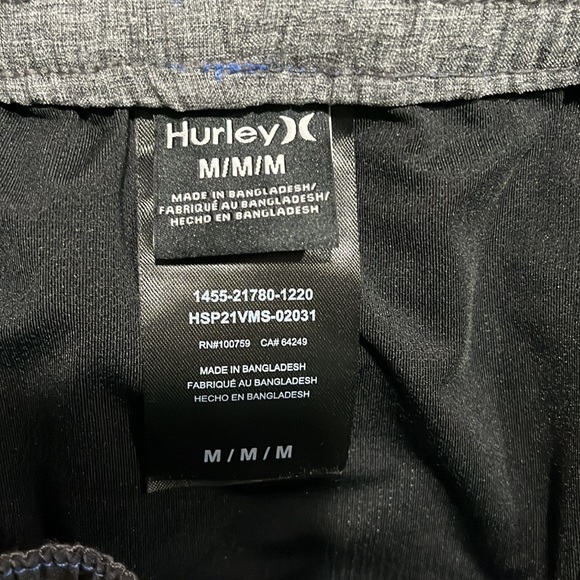 Hurley
M/M/M
MADE IN BANGLADESH/
FABRIQUÉ AU BANGLADESH/
HECHO EN BANGLADESH
1455-21780-1220
HSP21VMS-02031
RN#100759 CA# 64249
MADE IN BANGLADESH
FABRIQUÉ AU BANGLADESH
HECHO EN BANGLADESH
M / M / M